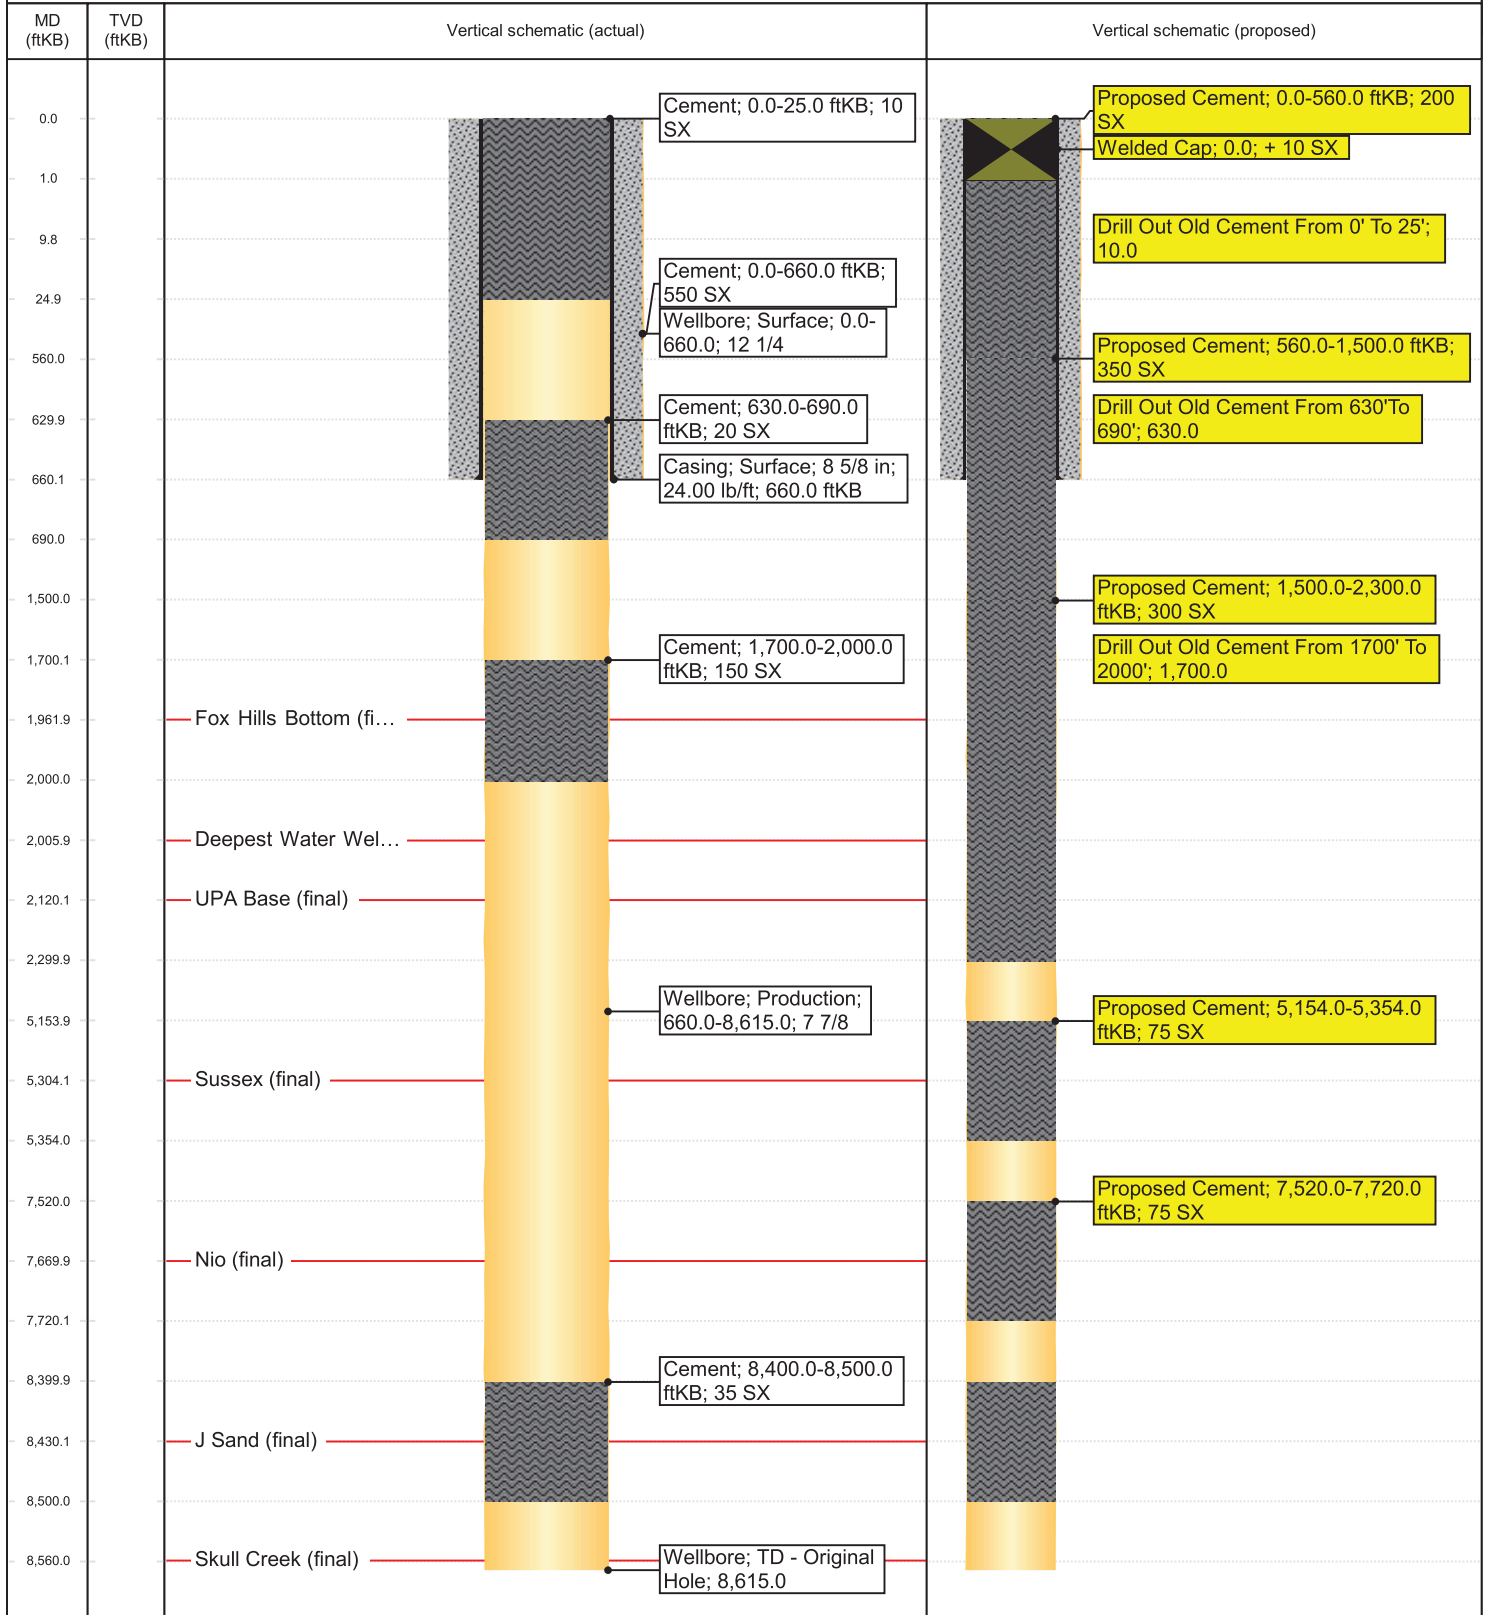 MD
(ftKB)
TVD
(ftKB)
Vertical schematic (actual)
Vertical schematic (proposed)
0.0
1.0
9.8
24.9
560.0
629.9
660.1
690.0
1,500.0
1,700.1
1,961.9
2,000.0
2,005.9
2,120.1
2,299.9
5,153.9
5,304.1
5,354.0
7,520.0
7,669.9
7,720.1
8,399.9
8,430.1
8,500.0
8,560.0
Fox Hills Bottom (fi…
Deepest Water Wel…
UPA Base (final)
Sussex (final)
Nio (final)
J Sand (final)
Skull Creek (final)
Cement; 0.0-25.0 ftKB; 10
SX
Cement; 0.0-660.0 ftKB;
550 SX
Wellbore; Surface; 0.0-
660.0; 12 1/4
Cement; 630.0-690.0
ftKB; 20 SX
Casing; Surface; 8 5/8 in;
24.00 lb/ft; 660.0 ftKB
Cement; 1,700.0-2,000.0
ftKB; 150 SX
Wellbore; Production;
660.0-8,615.0; 7 7/8
Cement; 8,400.0-8,500.0
ftKB; 35 SX
Wellbore; TD - Original
Hole; 8,615.0
Proposed Cement; 0.0-560.0 ftKB; 200
SX
Welded Cap; 0.0; + 10 SX
Drill Out Old Cement From 0' To 25';
10.0
Proposed Cement; 560.0-1,500.0 ftKB;
350 SX
Drill Out Old Cement From 630'To
690'; 630.0
Proposed Cement; 1,500.0-2,300.0
ftKB; 300 SX
Drill Out Old Cement From 1700' To
2000'; 1,700.0
Proposed Cement; 5,154.0-5,354.0
ftKB; 75 SX
Proposed Cement; 7,520.0-7,720.0
ftKB; 75 SX